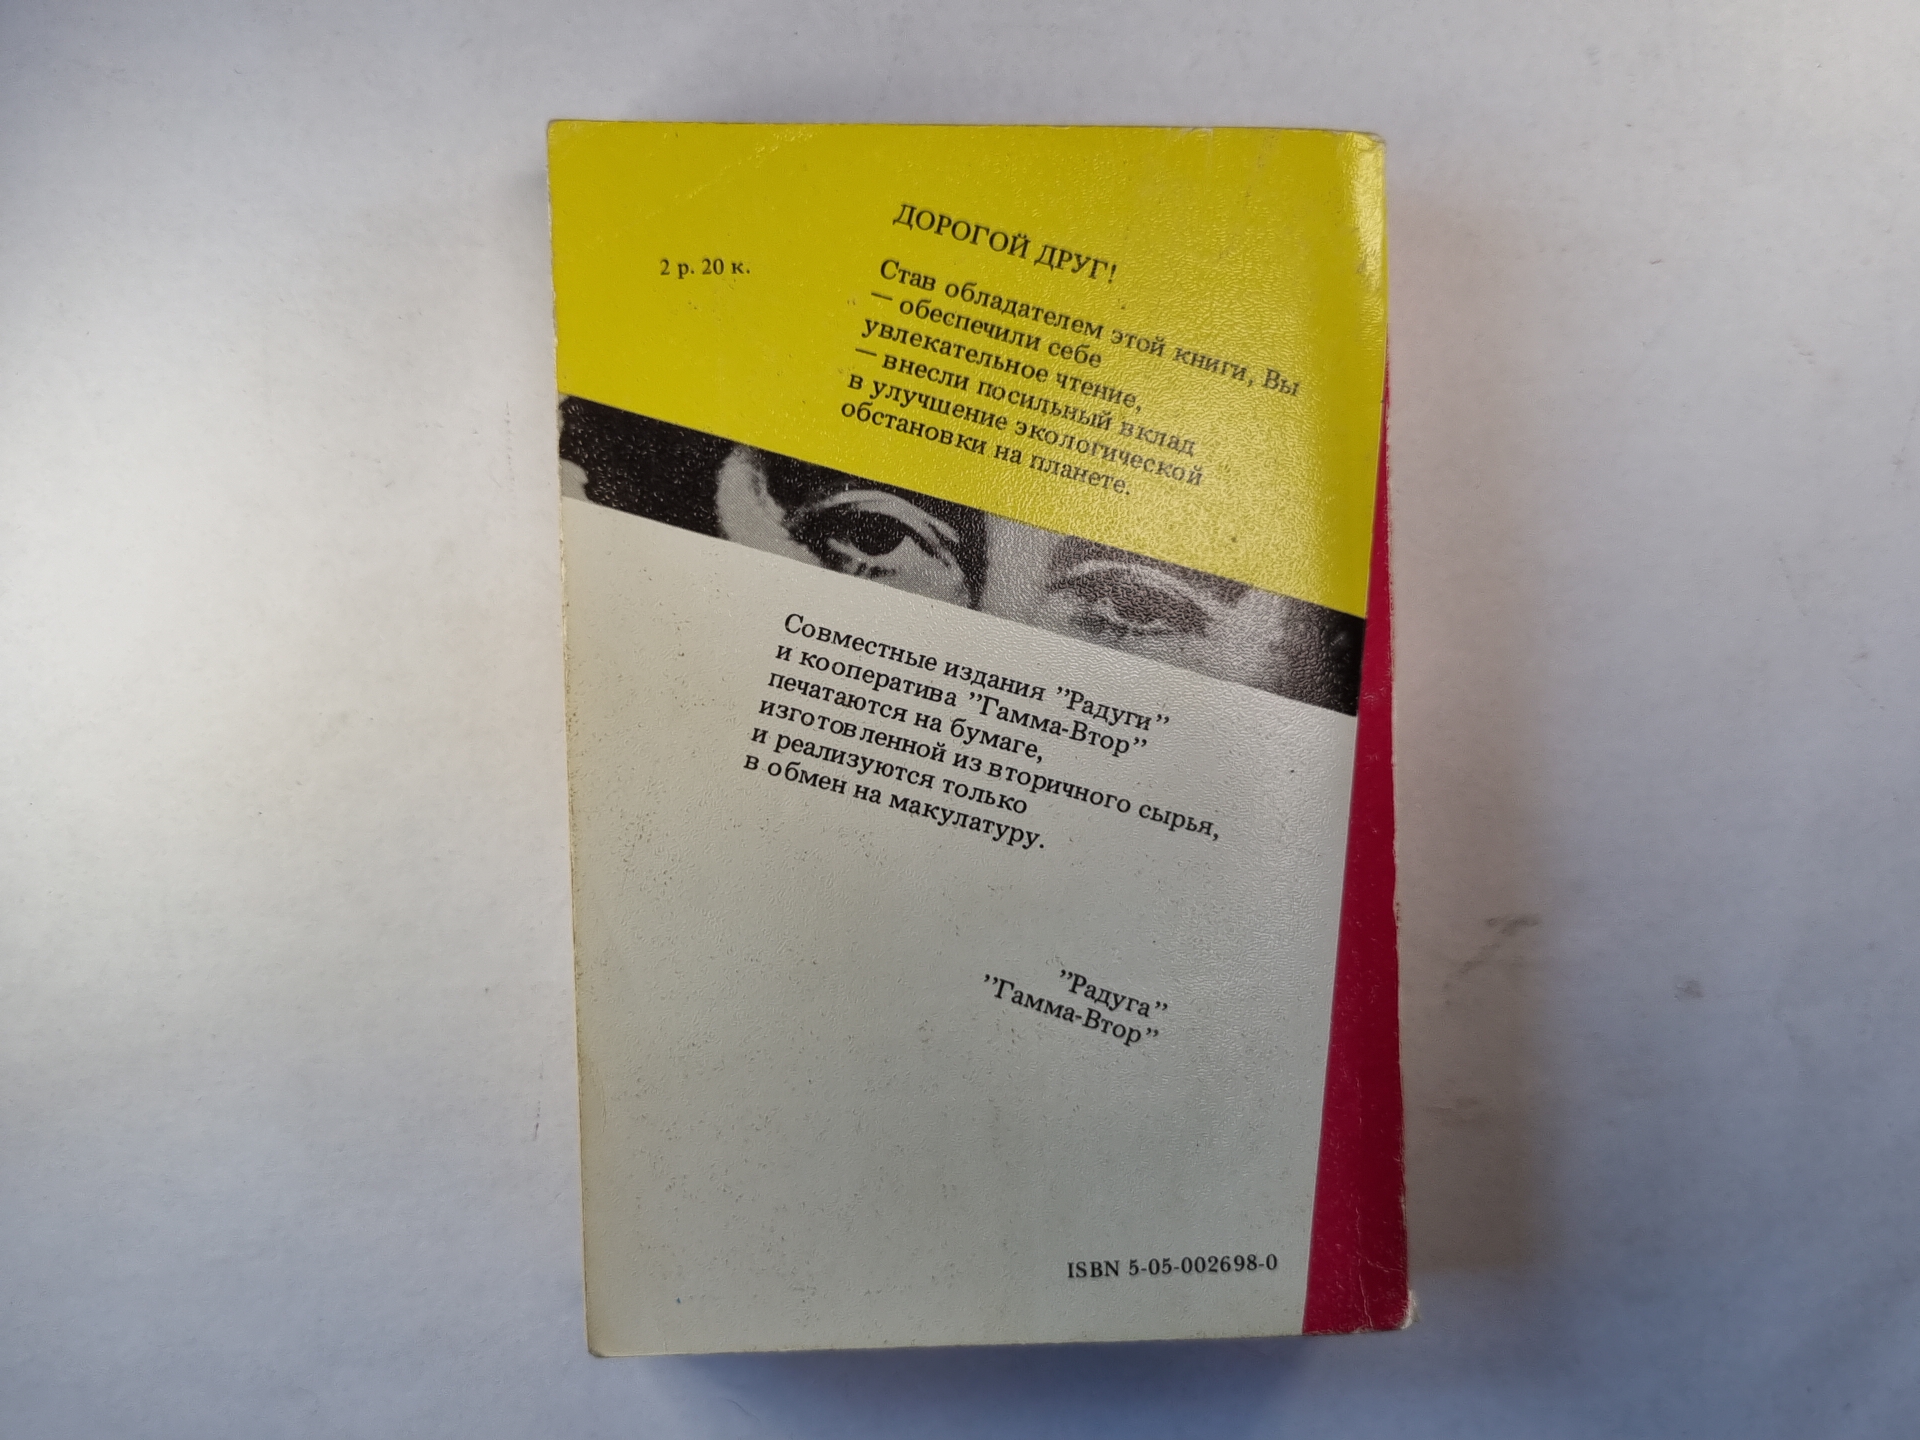 2 р. 20 к.
ДОРОГОЙ ДРУГ!
Став обладателем этой книги, Вы
— обеспечили себе
увлекательное чтение,
— внесли посильный вклад
в улучшение экологической
обстановки на планете.
Совместные издания ”Радуги”
и кооператива ”Гамма-Втор”
печатаются на бумаге,
изготовленной из вторичного сырья,
и реализуются только
в обмен на макулатуру.
”Радуга”
”Гамма-Втор”
ISBN 5-05-002698-0